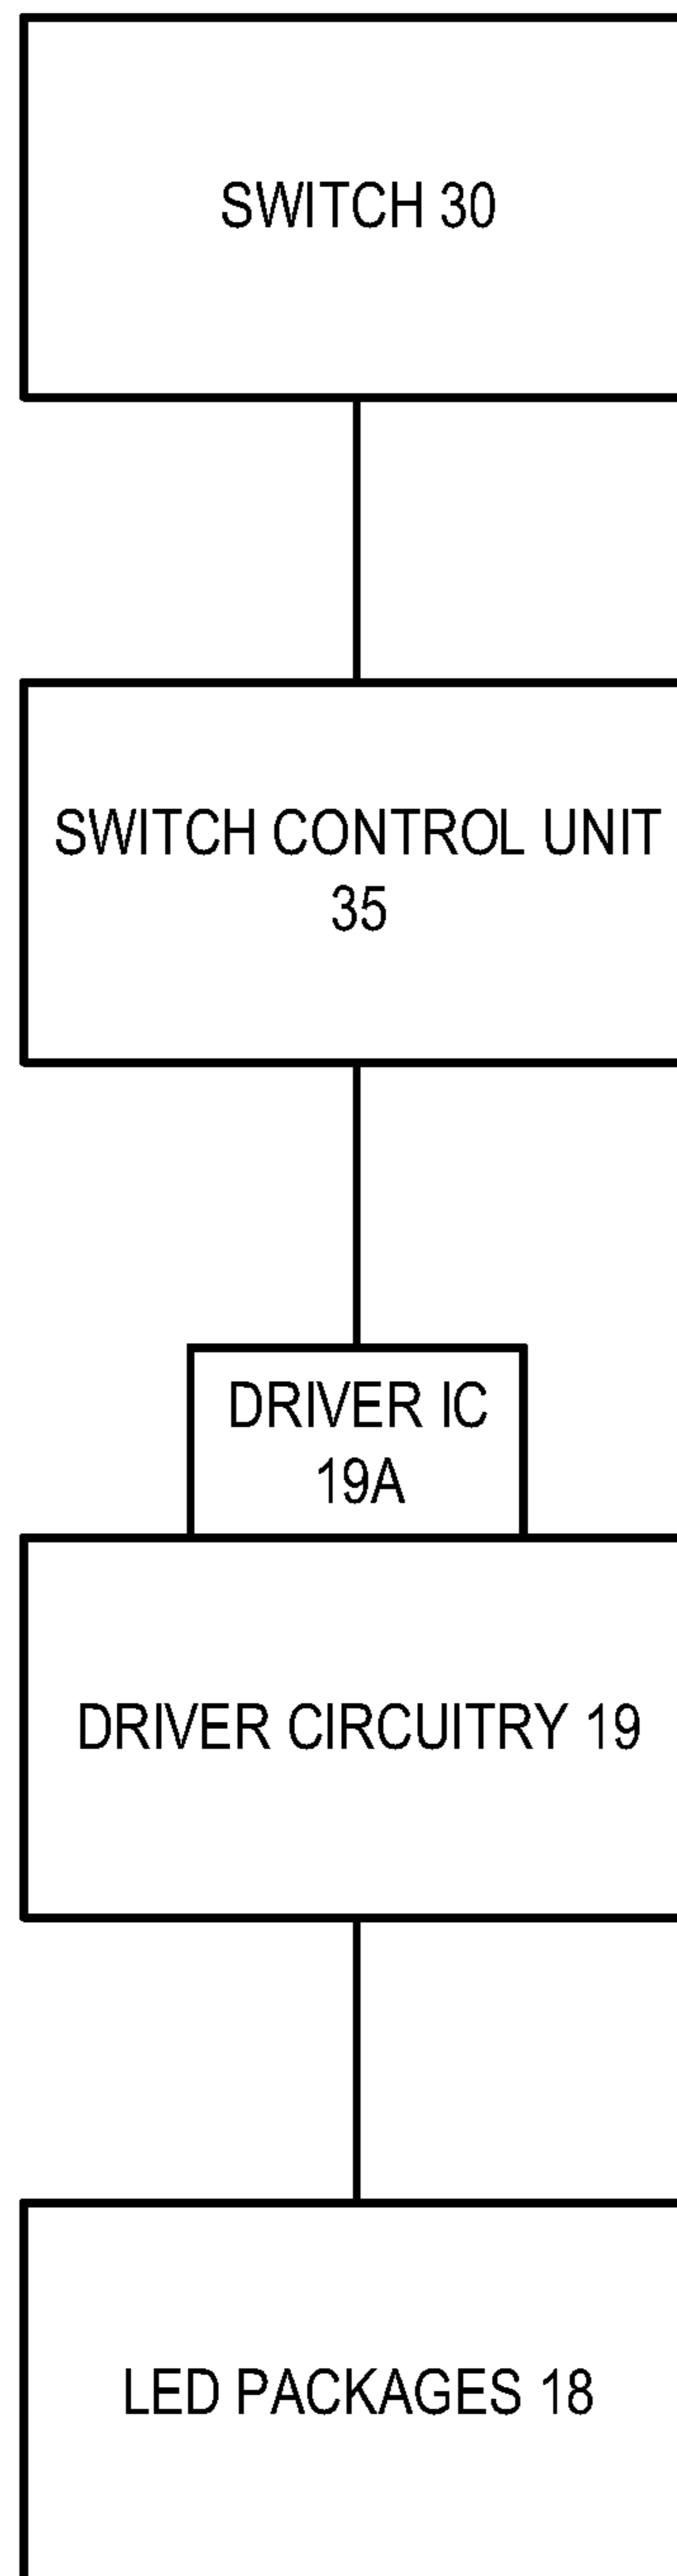 SWITCH 30
SWITCH CONTROL UNIT
35
DRIVER IC
19A
DRIVER CIRCUITRY 19
LED PACKAGES 18